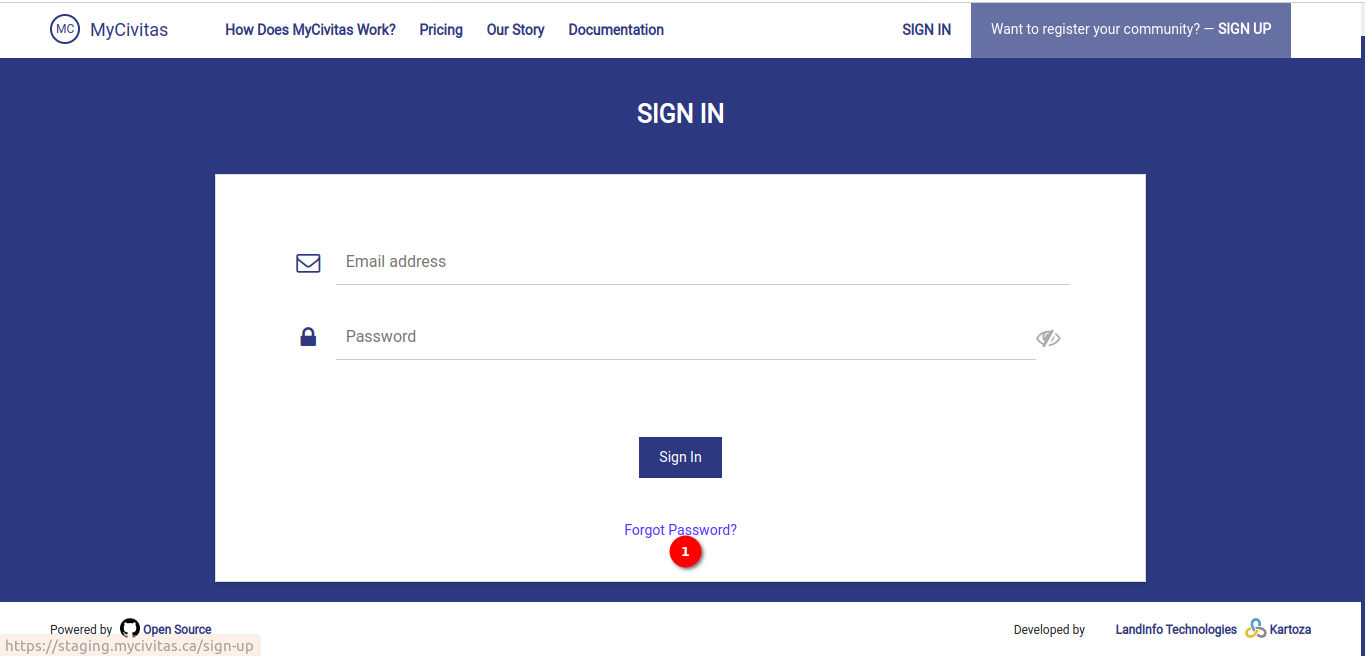 MC MyCivitas How Does MyCivitas Work? Pricing Our Story Documentation SIGN IN Want to register your community? — SIGN UP
SIGN IN
Email address
Password
Sign In
Forgot Password?
1
Powered by Open Source Developed by LandInfo Technologies Kartoza
https://staging.mycivitas.ca/sign-up